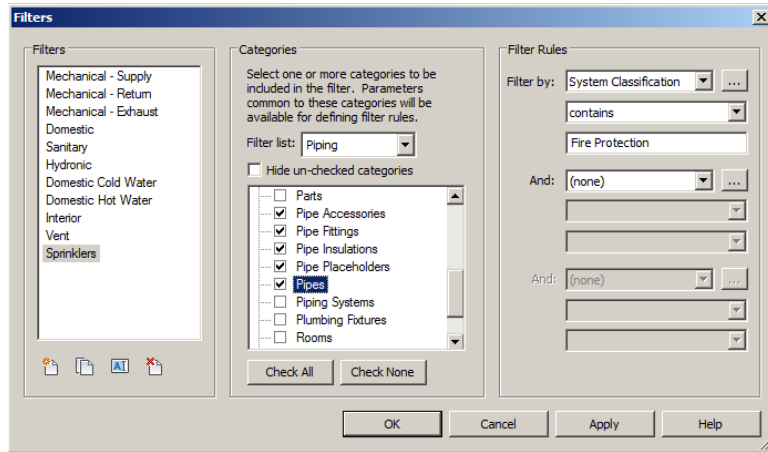 Filters
Filters
Mechanical - Supply
Mechanical - Return
Mechanical - Exhaust
Domestic
Sanitary
Hydronic
Domestic Cold Water
Domestic Hot Water
Interior
Vent
Sprinklers
AI
Categories
Select one or more categories to be
included in the filter. Parameters
common to these categories will be
available for defining filter rules.
Filter list: Piping
Hide un-checked categories
Parts
Pipe Accessories
Pipe Fittings
Pipe Insulations
Pipe Placeholders
Pipes
Piping Systems
Plumbing Fixtures
Rooms
Check All Check None
Filter Rules
Filter by: System Classification ...
contains
Fire Protection
And: (none) ...
And: (none) ...
OK Cancel Apply Help